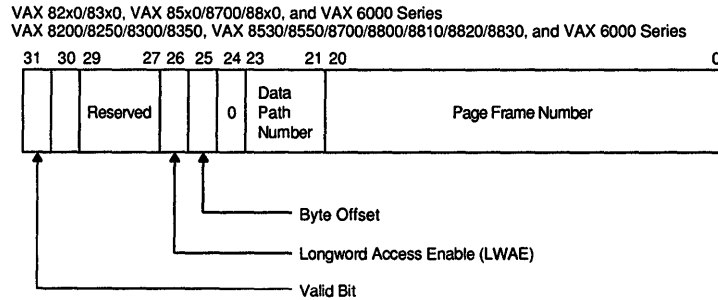 VAX 82x0/83x0, VAX 85x0/8700/88x0, and VAX 6000 Series
VAX 8200/8250/8300/8350, VAX 8530/8550/8700/8800/8810/8820/8830, and VAX 6000 Series
31 30 29 27 26 25 24 23 21 20 0
Reserved
0
Data
Path
Number
Page Frame Number
Byte Offset
Longword Access Enable (LWAE)
Valid Bit